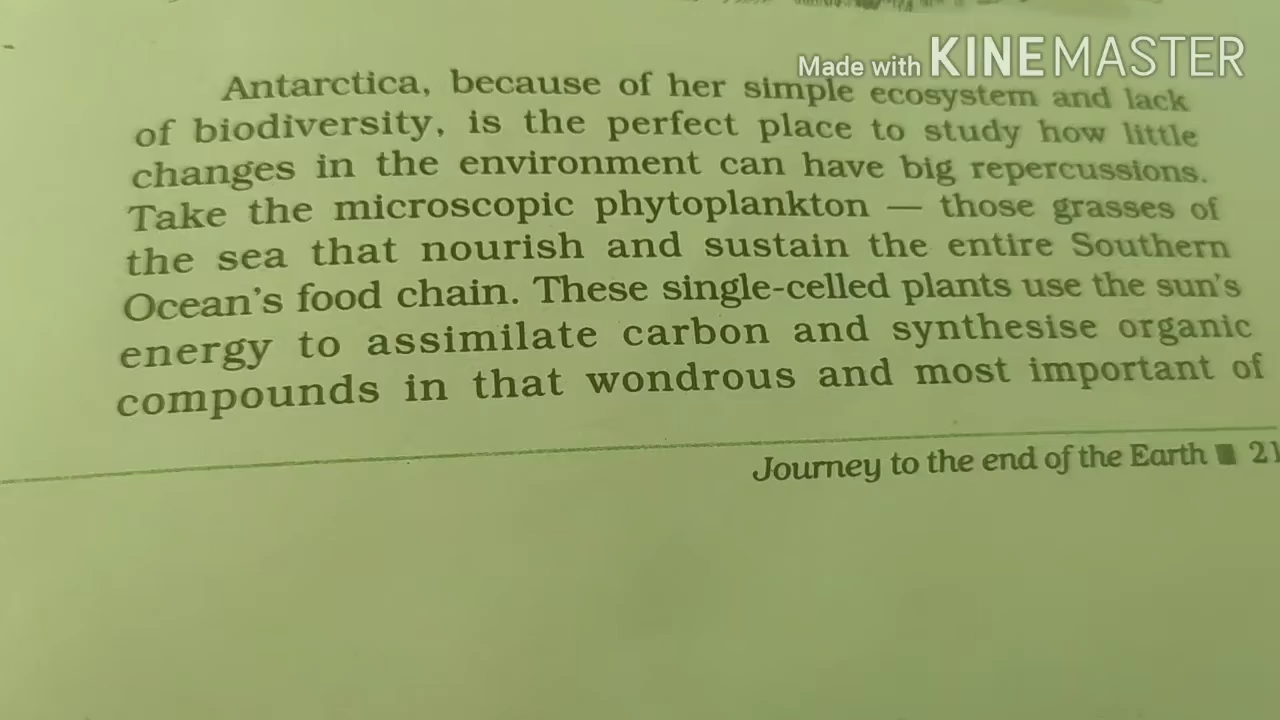 Made with KINEMASTER
Antarctica, because of her simple ecosystem and lack
of biodiversity, is the perfect place to study how little
changes in the environment can have big repercussions.
Take the microscopic phytoplankton — those grasses of
the sea that nourish and sustain the entire Southern
Ocean's food chain. These single-celled plants use the sun's
energy to assimilate carbon and synthesise organic
compounds in that wondrous and most important of
Journey to the end of the Earth ■ 21